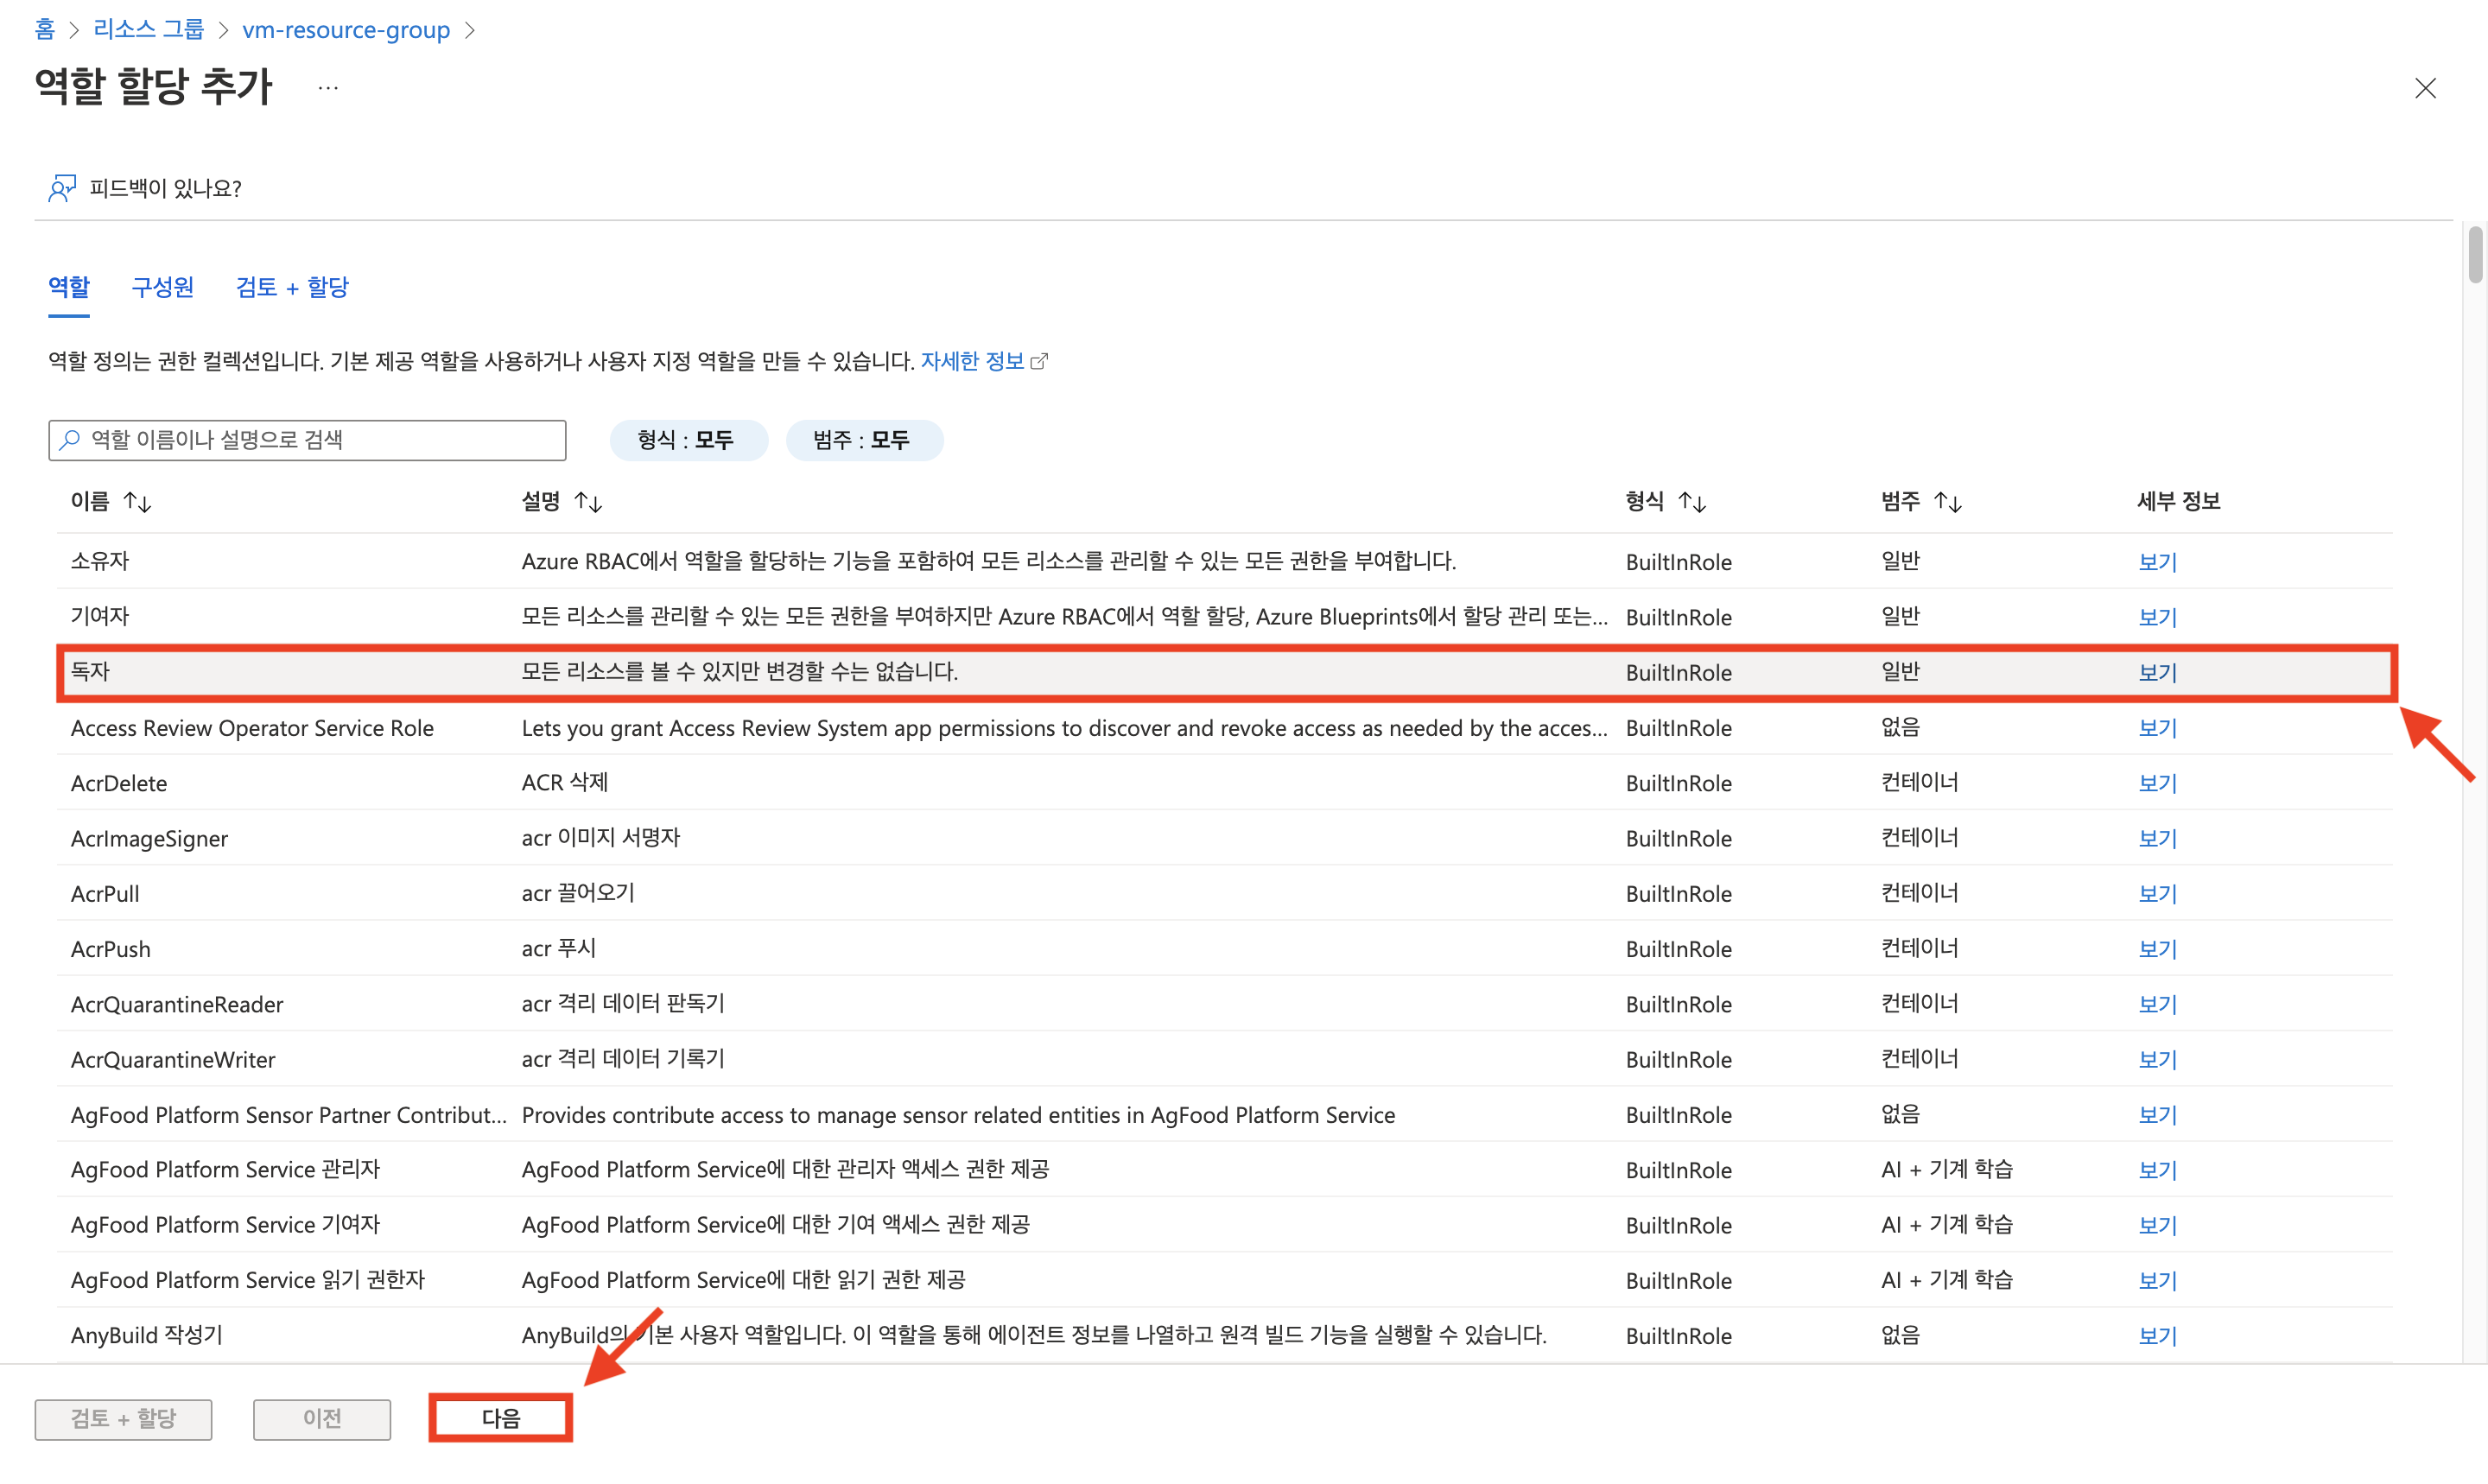 홈 > 리소스 그룹 > vm-resource-group >
역할 할당 추가 ...
피드백이 있나요?
역할 구성원 검토 + 할당
역할 정의는 권한 컬렉션입니다. 기본 제공 역할을 사용하거나 사용자 지정 역할을 만들 수 있습니다. 자세한 정보
역할 이름이나 설명으로 검색 형식 : 모두 범주 : 모두
이름 ↑↓ 설명 ↑↓ 형식 ↑↓ 범주 ↑↓ 세부 정보
소유자 Azure RBAC에서 역할을 할당하는 기능을 포함하여 모든 리소스를 관리할 수 있는 모든 권한을 부여합니다. BuiltInRole 일반 보기
기여자 모든 리소스를 관리할 수 있는 모든 권한을 부여하지만 Azure RBAC에서 역할 할당, Azure Blueprints에서 할당 관리 또는... BuiltInRole 일반 보기
독자 모든 리소스를 볼 수 있지만 변경할 수는 없습니다. BuiltInRole 일반 보기
Access Review Operator Service Role Lets you grant Access Review System app permissions to discover and revoke access as needed by the acces... BuiltInRole 없음 보기
AcrDelete ACR 삭제 BuiltInRole 컨테이너 보기
AcrImageSigner acr 이미지 서명자 BuiltInRole 컨테이너 보기
AcrPull acr 끌어오기 BuiltInRole 컨테이너 보기
AcrPush acr 푸시 BuiltInRole 컨테이너 보기
AcrQuarantineReader acr 격리 데이터 판독기 BuiltInRole 컨테이너 보기
AcrQuarantineWriter acr 격리 데이터 기록기 BuiltInRole 컨테이너 보기
AgFood Platform Sensor Partner Contribut... Provides contribute access to manage sensor related entities in AgFood Platform Service BuiltInRole 없음 보기
AgFood Platform Service 관리자 AgFood Platform Service에 대한 관리자 액세스 권한 제공 BuiltInRole AI + 기계 학습 보기
AgFood Platform Service 기여자 AgFood Platform Service에 대한 기여 액세스 권한 제공 BuiltInRole AI + 기계 학습 보기
AgFood Platform Service 읽기 권한자 AgFood Platform Service에 대한 읽기 권한 제공 BuiltInRole AI + 기계 학습 보기
AnyBuild 작성기 AnyBuild의 기본 사용자 역할입니다. 이 역할을 통해 에이전트 정보를 나열하고 원격 빌드 기능을 실행할 수 있습니다. BuiltInRole 없음 보기
검토 + 할당 이전 다음